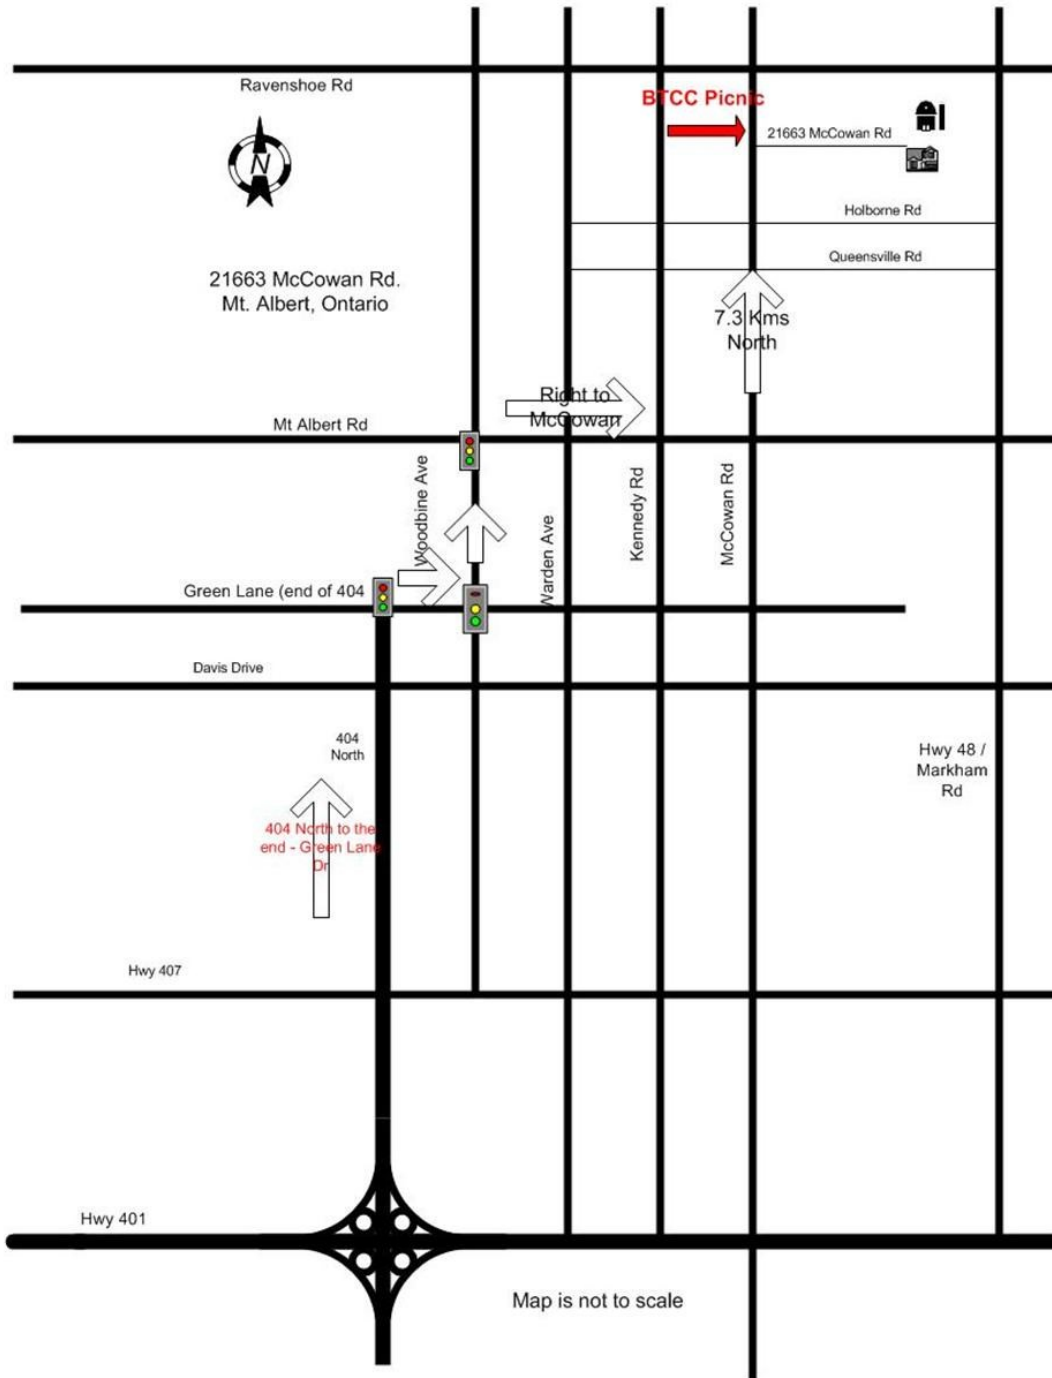 Ravenshoe Rd
BTCC Picnic
21663 McCowan Rd
N
Holborne Rd
Queensville Rd
21663 McCowan Rd.
Mt. Albert, Ontario
7.3 Kms
North
Right to
McCowan
Mt Albert Rd
Woodbine Ave
Warden Ave
Kennedy Rd
McCowan Rd
Green Lane (end of 404
Davis Drive
404
North
Hwy 48 /
Markham
Rd
404 North to the
end - Green Lane
Dr
Hwy 407
Hwy 401
Map is not to scale